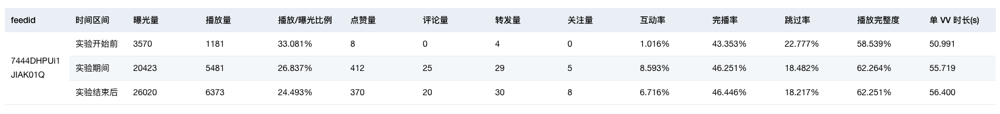 feedid 时间区间 曝光量 播放量 播放/曝光比例 点赞量 评论量 转发量 关注量 互动率 完播率 跳过率 播放完整度 单 VV 时长(s)
7444DHPUi1
JIAK01Q
实验开始前 3570 1181 33.081% 8 0 4 0 1.016% 43.353% 22.777% 58.539% 50.991
实验期间 20423 5481 26.837% 412 25 29 5 8.593% 46.251% 18.482% 62.264% 55.719
实验结束后 26020 6373 24.493% 370 20 30 8 6.716% 46.446% 18.217% 62.251% 56.400